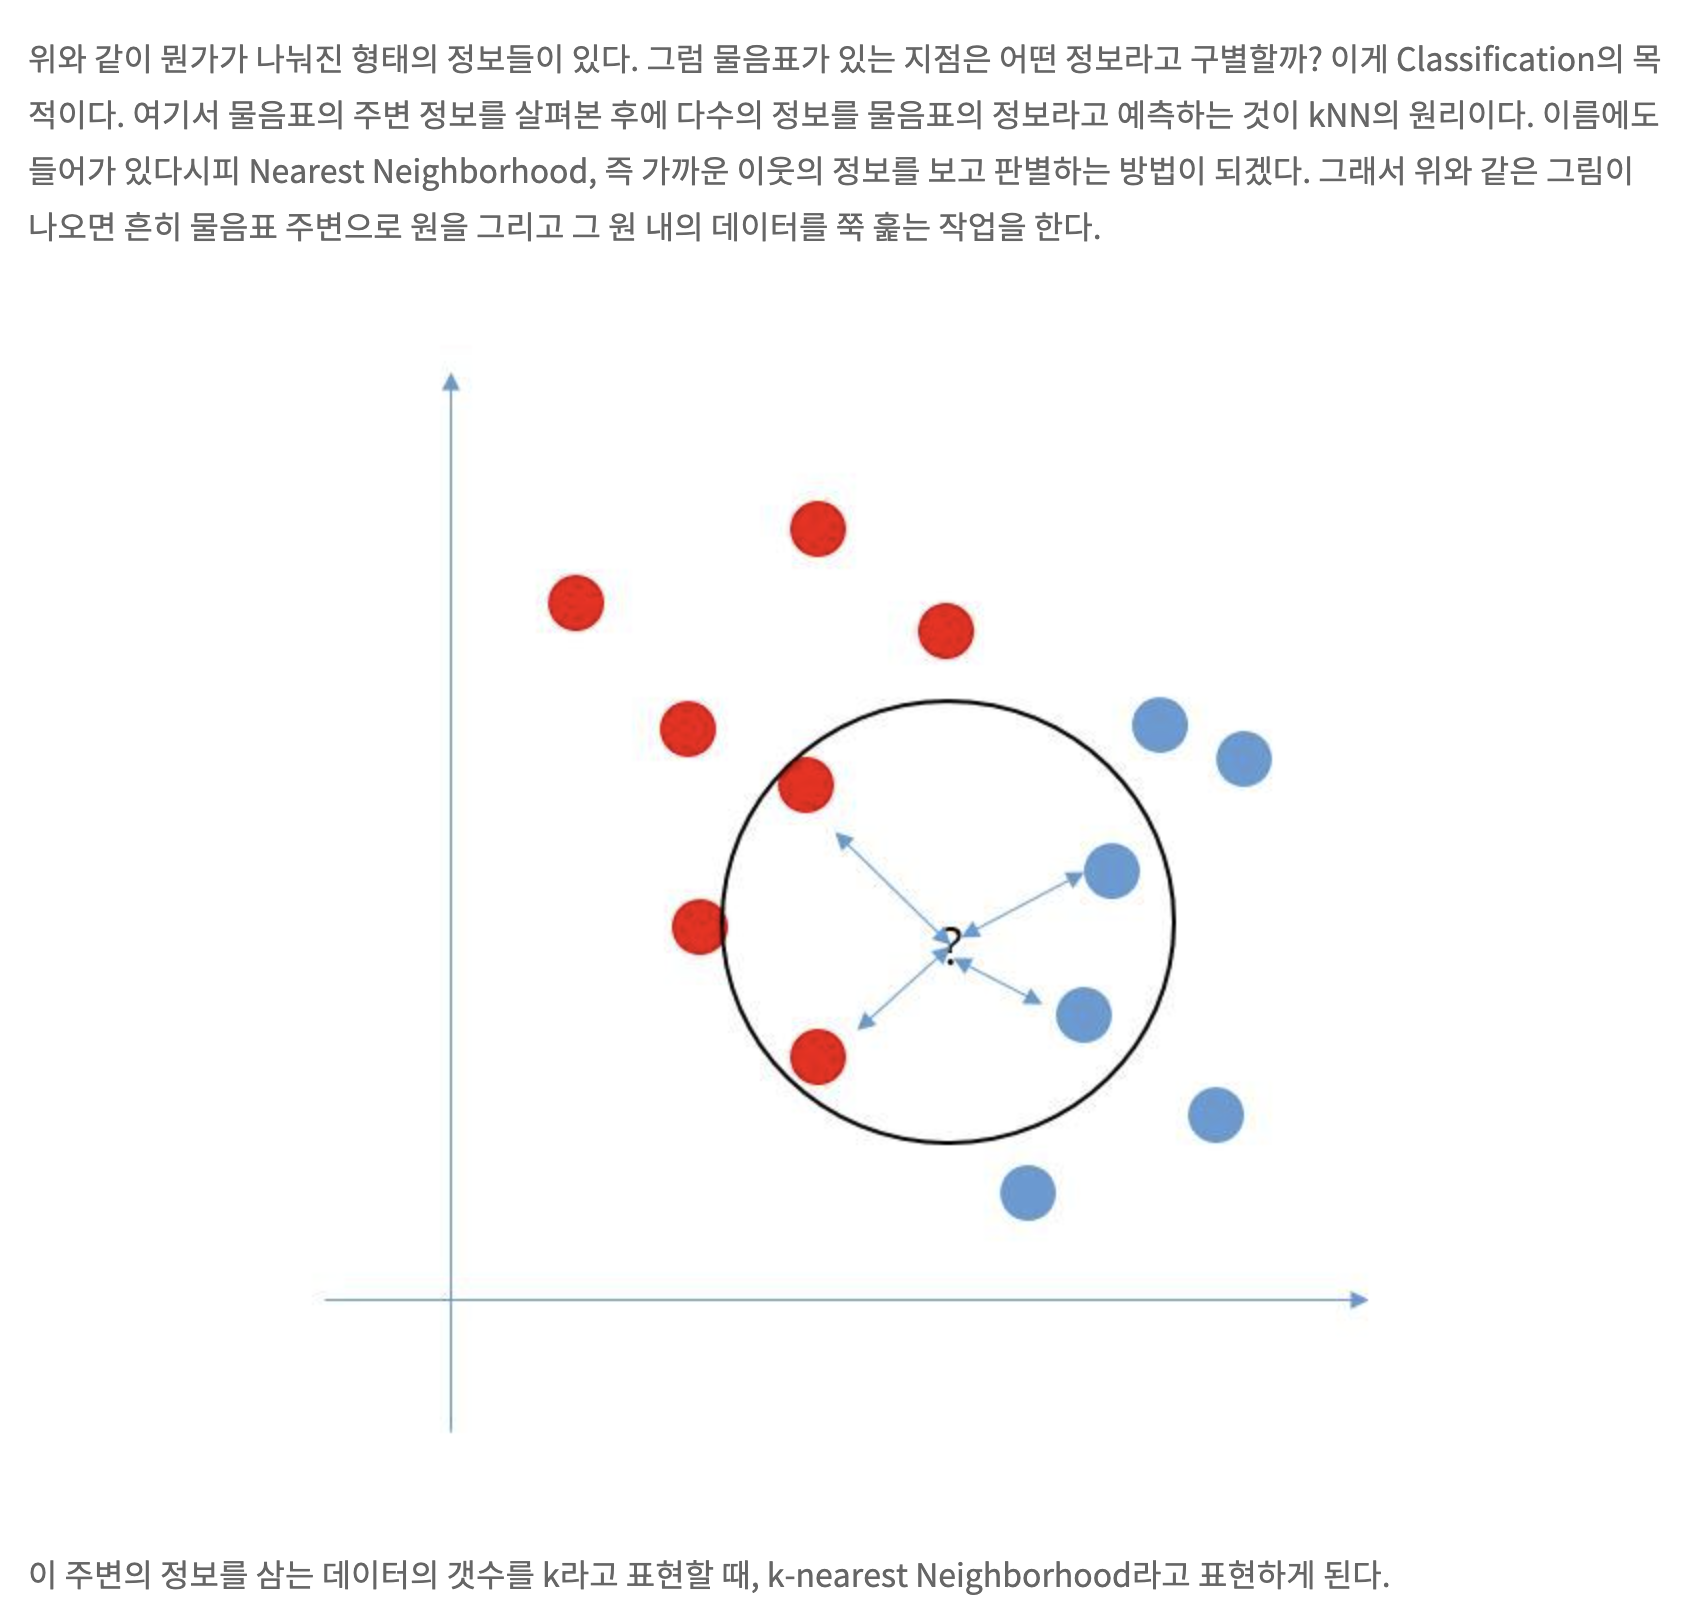 위와 같이 뭔가가 나눠진 형태의 정보들이 있다. 그럼 물음표가 있는 지점은 어떤 정보라고 구별할까? 이게 Classification의 목
적이다. 여기서 물음표의 주변 정보를 살펴본 후에 다수의 정보를 물음표의 정보라고 예측하는 것이 kNN의 원리이다. 이름에도
들어가 있다시피 Nearest Neighborhood, 즉 가까운 이웃의 정보를 보고 판별하는 방법이 되겠다. 그래서 위와 같은 그림이
나오면 흔히 물음표 주변으로 원을 그리고 그 원 내의 데이터를 쭉 훑는 작업을 한다.
?
이 주변의 정보를 삼는 데이터의 갯수를 k라고 표현할 때, k-nearest Neighborhood라고 표현하게 된다.